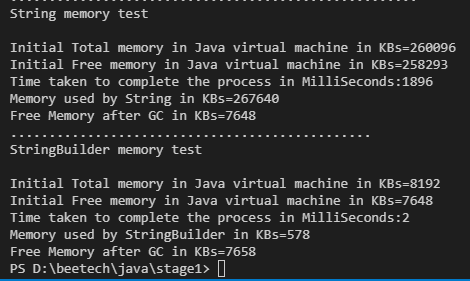 String memory test
Initial Total memory in Java virtual machine in KBs=260096
Initial Free memory in Java virtual machine in KBs=258293
Time taken to complete the process in MilliSeconds:1896
Memory used by String in KBs=267640
Free Memory after GC in KBs=7648
...............................................
StringBuilder memory test
Initial Total memory in Java virtual machine in KBs=8192
Initial Free memory in Java virtual machine in KBs=7648
Time taken to complete the process in MilliSeconds:2
Memory used by StringBuilder in KBs=578
Free Memory after GC in KBs=7658
PS D:\beetech\java\stage1>